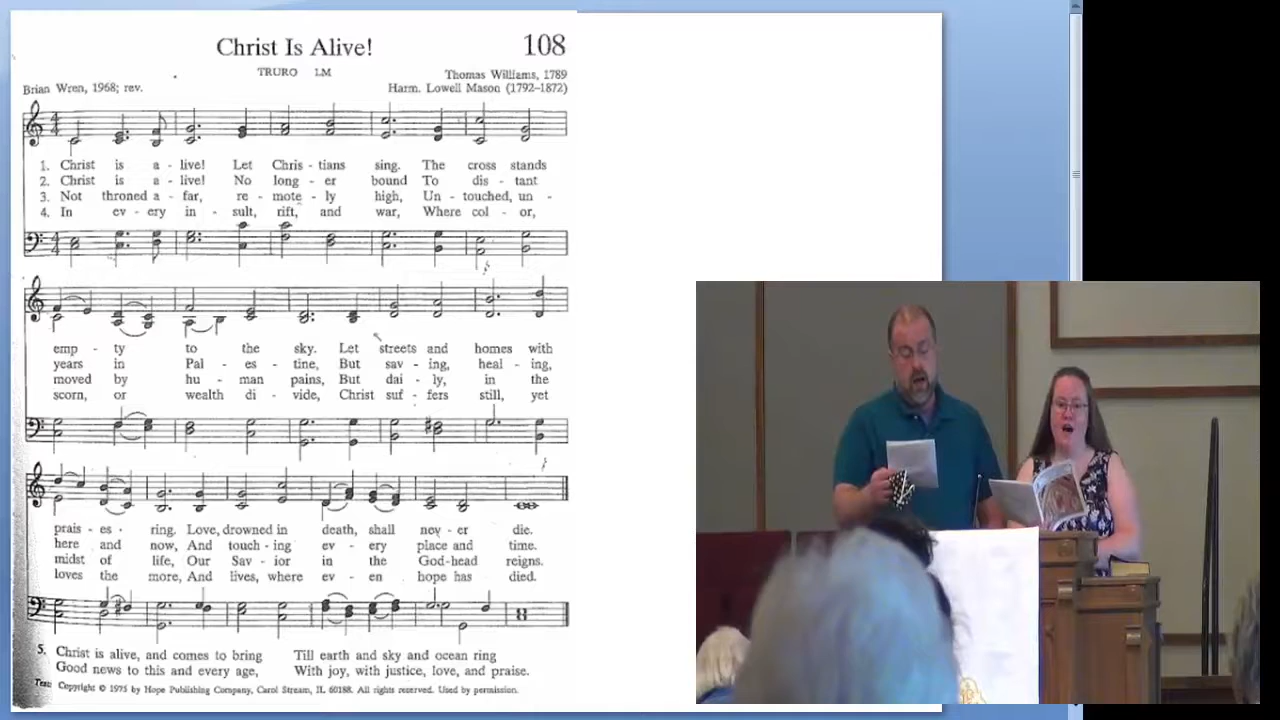 Christ Is Alive! 108
TRURO LM
Thomas Williams, 1789
Brian Wren, 1968; rev. Harm. Lowell Mason (1792–1872)
1. Christ is a - live! Let Chris - tians sing. The cross stands
2. Christ is a - live! No long - er bound To dis - tant
3. Not throned a - far, re - mote - ly high, Un - touched, un -
4. In ev - ery in - sult, rift, and war, Where col - or,
emp - ty to the sky. Let streets and homes with
years in Pal - es - tine, But sav - ing, heal - ing,
moved by hu - man pains, But dai - ly, in the
scorn, or wealth di - vide, Christ suf - fers still, yet
prais - es ring. Love, drowned in death, shall nev - er die.
here and now, And touch - ing ev - ery place and time.
midst of life, Our Sav - ior in the God-head reigns.
loves the more, And lives, where ev - en hope has died.
5. Christ is alive, and comes to bring Till earth and sky and ocean ring
Good news to this and every age, With joy, with justice, love, and praise.
Text: Copyright © 1975 by Hope Publishing Company, Carol Stream, IL 60188. All rights reserved. Used by permission.